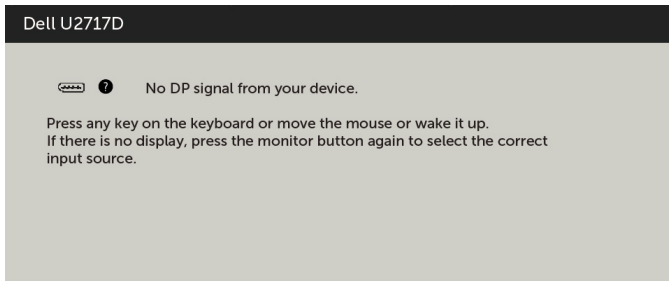 Dell U2717D
? No DP signal from your device.
Press any key on the keyboard or move the mouse or wake it up.
If there is no display, press the monitor button again to select the correct
input source.